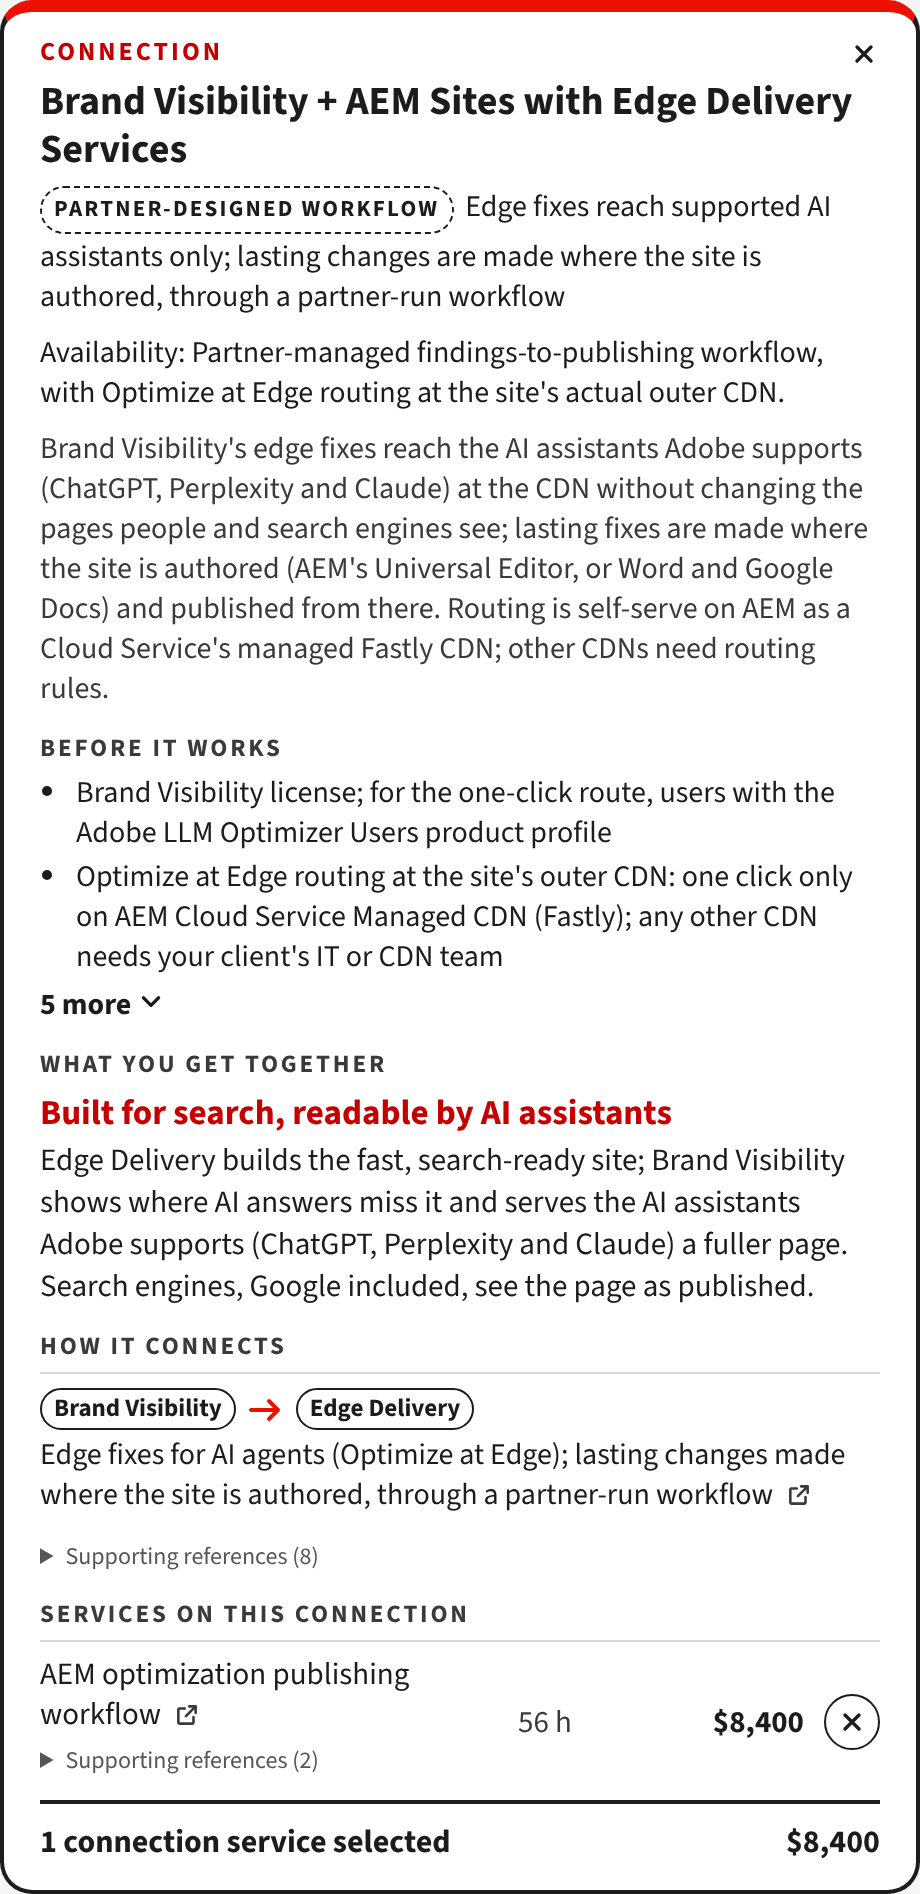 CONNECTION
Brand Visibility + AEM Sites with Edge Delivery
Services
PARTNER-DESIGNED WORKFLOW Edge fixes reach supported AI
assistants only; lasting changes are made where the site is
authored, through a partner-run workflow
Availability: Partner-managed findings-to-publishing workflow,
with Optimize at Edge routing at the site's actual outer CDN.
Brand Visibility's edge fixes reach the AI assistants Adobe supports
(ChatGPT, Perplexity and Claude) at the CDN without changing the
pages people and search engines see; lasting fixes are made where
the site is authored (AEM's Universal Editor, or Word and Google
Docs) and published from there. Routing is self-serve on AEM as a
Cloud Service's managed Fastly CDN; other CDNs need routing
rules.
BEFORE IT WORKS
• Brand Visibility license; for the one-click route, users with the
Adobe LLM Optimizer Users product profile
• Optimize at Edge routing at the site's outer CDN: one click only
on AEM Cloud Service Managed CDN (Fastly); any other CDN
needs your client's IT or CDN team
5 more
WHAT YOU GET TOGETHER
Built for search, readable by AI assistants
Edge Delivery builds the fast, search-ready site; Brand Visibility
shows where AI answers miss it and serves the AI assistants
Adobe supports (ChatGPT, Perplexity and Claude) a fuller page.
Search engines, Google included, see the page as published.
HOW IT CONNECTS
Brand Visibility → Edge Delivery
Edge fixes for AI agents (Optimize at Edge); lasting changes made
where the site is authored, through a partner-run workflow
Supporting references (8)
SERVICES ON THIS CONNECTION
AEM optimization publishing
workflow
56 h
$8,400
Supporting references (2)
1 connection service selected
$8,400